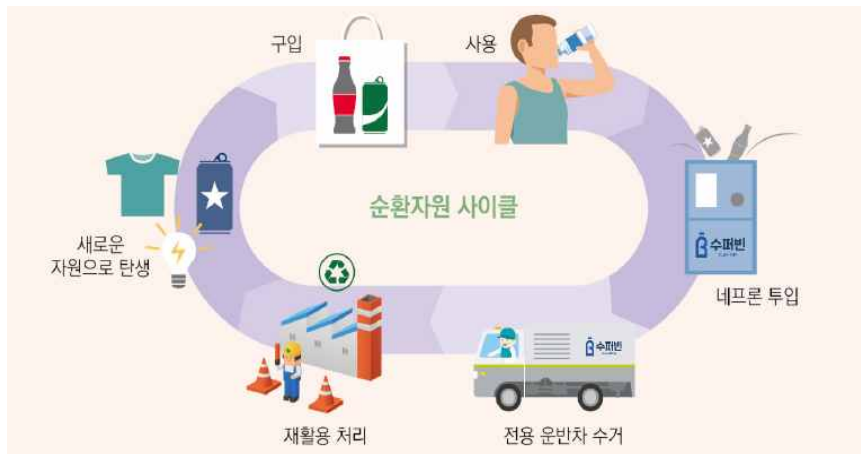 구입
사용
순환자원 사이클
수퍼빈
네프론 투입
새로운
자원으로 탄생
수퍼빈
재활용 처리
전용 운반차 수거